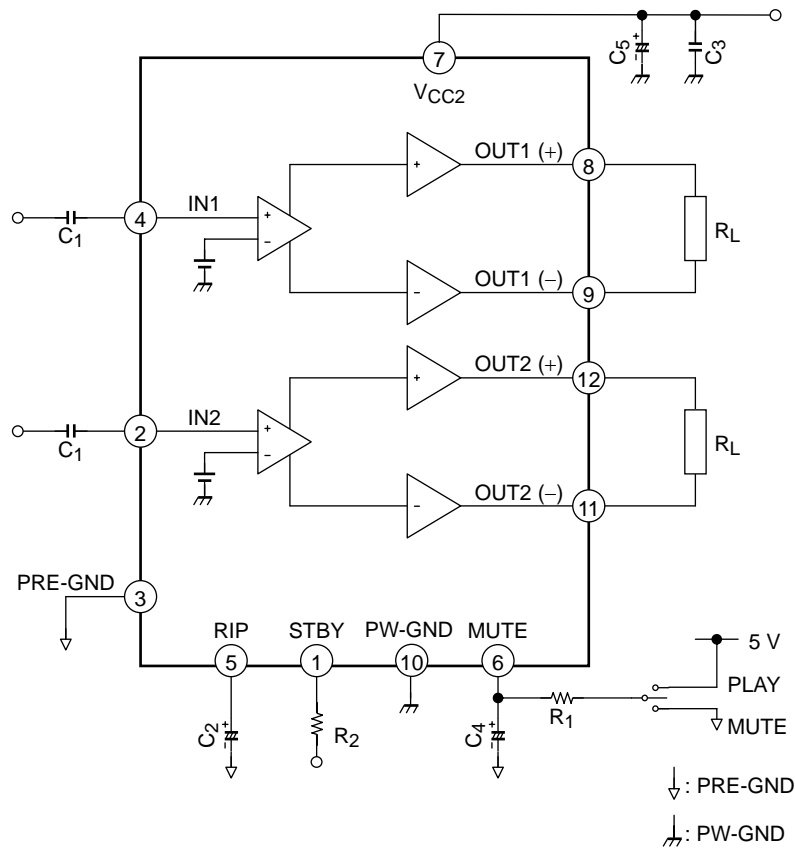 C5
+
−
C3
7
VCC2
OUT1 (+)
8
+
4
IN1
+
−
C1
RL
OUT1 (−)
9
−
OUT2 (+)
12
+
2
IN2
+
−
C1
RL
OUT2 (−)
11
−
PRE-GND
3
RIP
STBY
PW-GND
MUTE
5
1
10
6
5 V
PLAY
R1
MUTE
C2
+
−
R2
C4
+
−
: PRE-GND
: PW-GND